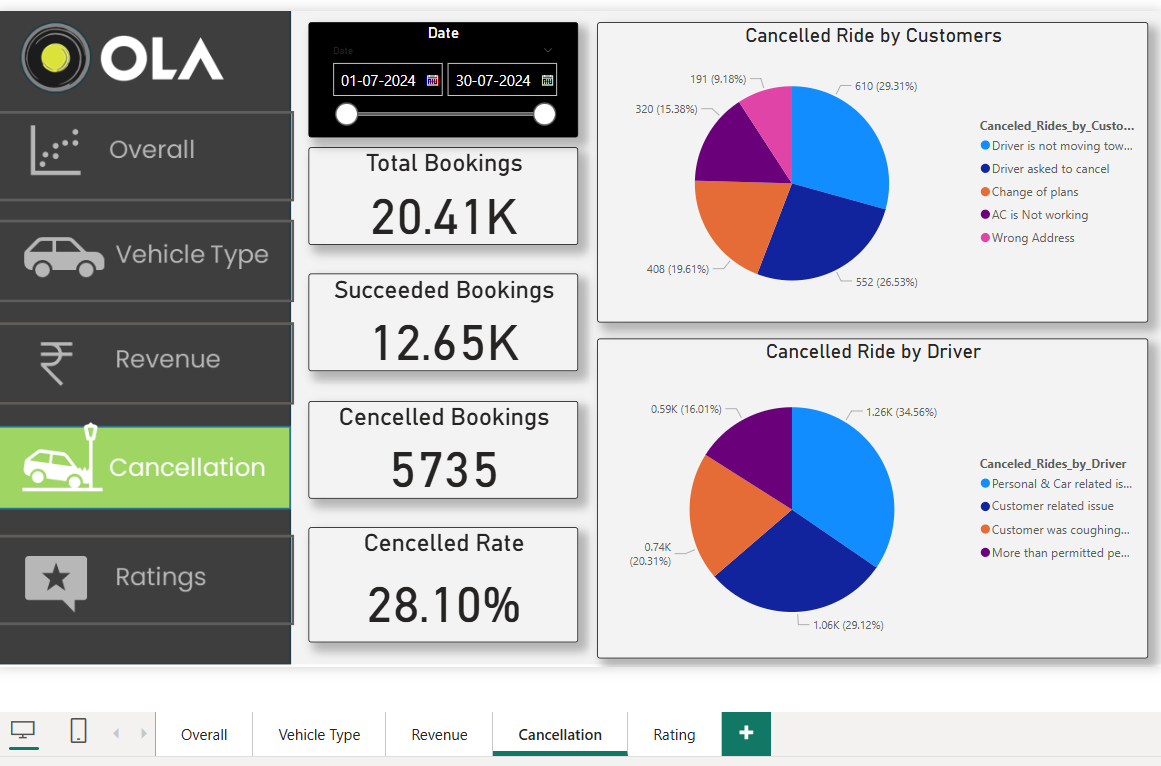 OLA
Overall
Vehicle Type
Revenue
Cancellation
Ratings
Date
Date
01-07-2024 30-07-2024
Total Bookings
20.41K
Succeeded Bookings
12.65K
Cencelled Bookings
5735
Cencelled Rate
28.10%
Cancelled Ride by Customers
191 (9.18%)
610 (29.31%)
320 (15.38%)
408 (19.61%)
552 (26.53%)
Canceled_Rides_by_Custo...
Driver is not moving tow...
Driver asked to cancel
Change of plans
AC is Not working
Wrong Address
Cancelled Ride by Driver
0.59K (16.01%)
1.26K (34.56%)
0.74K
(20.31%)
1.06K (29.12%)
Canceled_Rides_by_Driver
Personal & Car related is...
Customer related issue
Customer was coughing...
More than permitted pe...
Overall Vehicle Type Revenue Cancellation Rating +